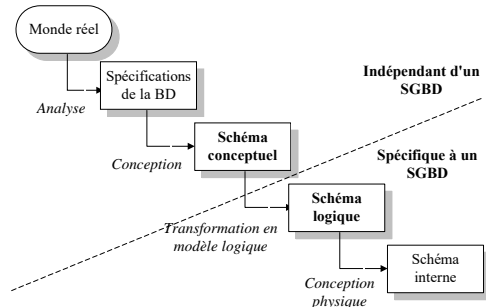 Monde réel
Spécifications
de la BD
Indépendant d'un
SGBD
Analyse
Schéma
conceptuel
Conception
Spécifique à un
SGBD
Schéma
logique
Transformation en
modèle logique
Schéma
interne
Conception
physique